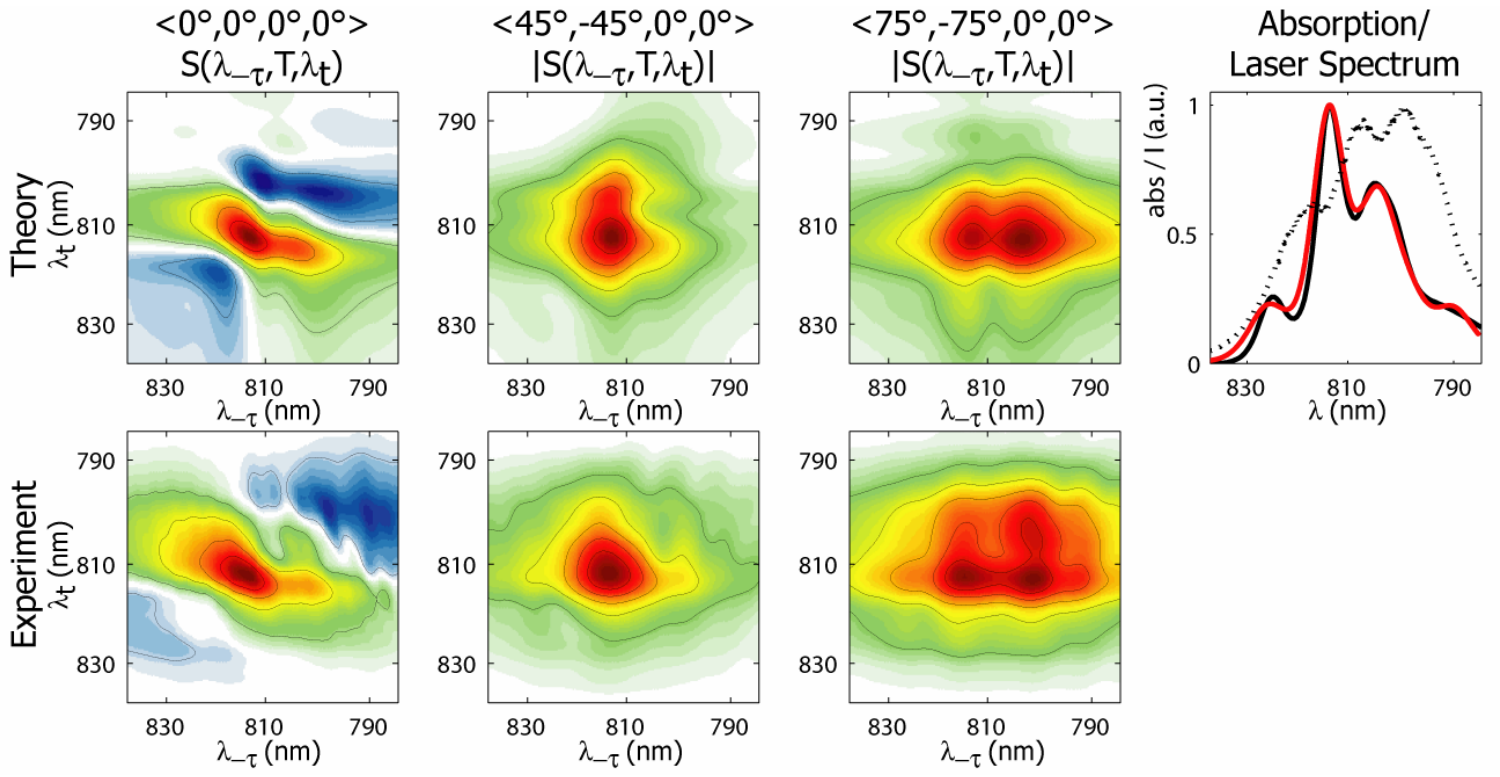 <0°,0°,0°,0°>
S(λ–τ,T,λt)
<45°,-45°,0°,0°>
|S(λ–τ,T,λt)|
<75°,-75°,0°,0°>
|S(λ–τ,T,λt)|
Absorption/
Laser Spectrum
Theory
λt (nm)
790
810
830
830 810 790
λ–τ (nm)
790
810
830
830 810 790
λ–τ (nm)
790
810
830
830 810 790
λ–τ (nm)
abs / I (a.u.)
1
0.5
0
830 810 790
λ (nm)
Experiment
λt (nm)
790
810
830
830 810 790
λ–τ (nm)
790
810
830
830 810 790
λ–τ (nm)
790
810
830
830 810 790
λ–τ (nm)